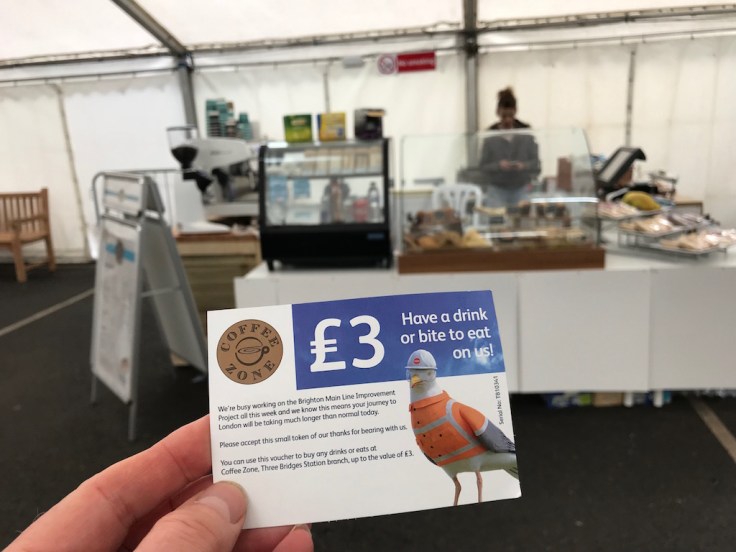 No smoking
COFFEE
ZONE
£3
Have a drink
or bite to eat
on us!
We're busy working on the Brighton Main Line Improvement
Project all this week and we know this means your journey to
London will be taking much longer than normal today.
Please accept this small token of our thanks for bearing with us.
You can use this voucher to buy any drinks or eats at
Coffee Zone, Three Bridges Station branch, up to the value of £3.